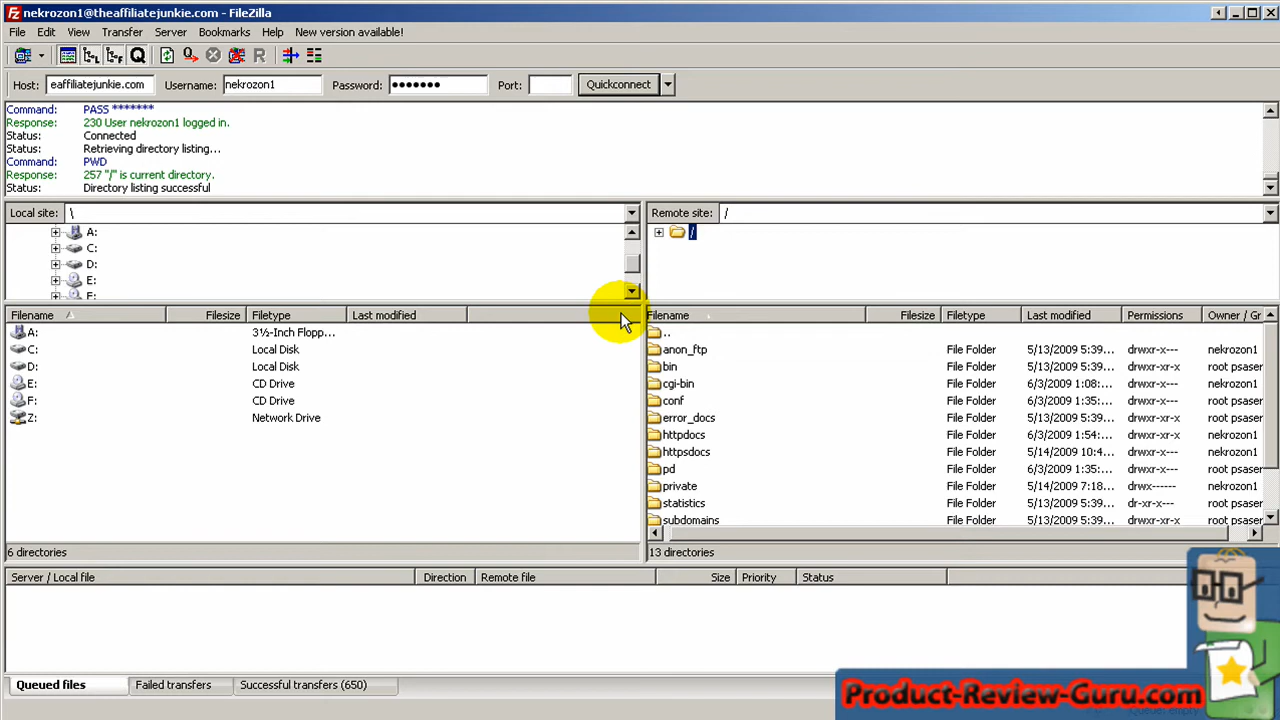 nekrozon1@theaffiliatejunkie.com - FileZilla
File Edit View Transfer Server Bookmarks Help New version available!
Host: eaffiliatejunkie.com Username: nekrozon1 Password: ●●●●●●● Port: Quickconnect
Command: PASS *******
Response: 230 User nekrozon1 logged in.
Status: Connected
Status: Retrieving directory listing...
Command: PWD
Response: 257 "/" is current directory.
Status: Directory listing successful
Local site: \
Remote site: /
A:
C:
D:
E:
F:
/
Filename Filesize Filetype Last modified
A: 3½-Inch Flopp...
C: Local Disk
D: Local Disk
E: CD Drive
F: CD Drive
Z: Network Drive
6 directories
Filename Filesize Filetype Last modified Permissions Owner / Gr
..
anon_ftp File Folder 5/13/2009 5:39... drwxr-x--- nekrozon1
bin File Folder 5/13/2009 5:39... drwxr-xr-x root psaser
cgi-bin File Folder 6/3/2009 1:08:... drwxr-x--- nekrozon1
conf File Folder 6/3/2009 1:35:... drwxr-x--- root psaser
error_docs File Folder 5/13/2009 5:39... drwxr-xr-x root psaser
httpdocs File Folder 6/3/2009 1:54:... drwxr-x--- nekrozon1
httpsdocs File Folder 5/14/2009 10:4... drwxr-x--- nekrozon1
pd File Folder 6/3/2009 1:35:... drwxr-x--- root psaser
private File Folder 5/14/2009 7:18... drwx------ nekrozon1
statistics File Folder 5/13/2009 5:39... dr-xr-x--- root psaser
subdomains File Folder 5/13/2009 5:39... drwxr-xr-x root psaser
13 directories
Server / Local file Direction Remote file Size Priority Status
Queued files Failed transfers Successful transfers (650)
Product-Review-Guru.com